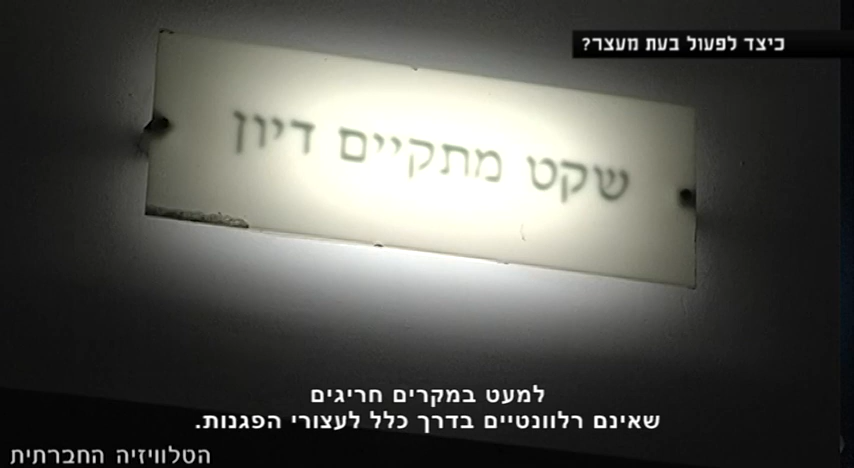 כיצד לפעול בעת מעצר?
שקט מתקיים דיון
למעט במקרים חריגים
שאינם רלוונטיים בדרך כלל לעצורי הפגנות.
הטלוויזיה החברתית